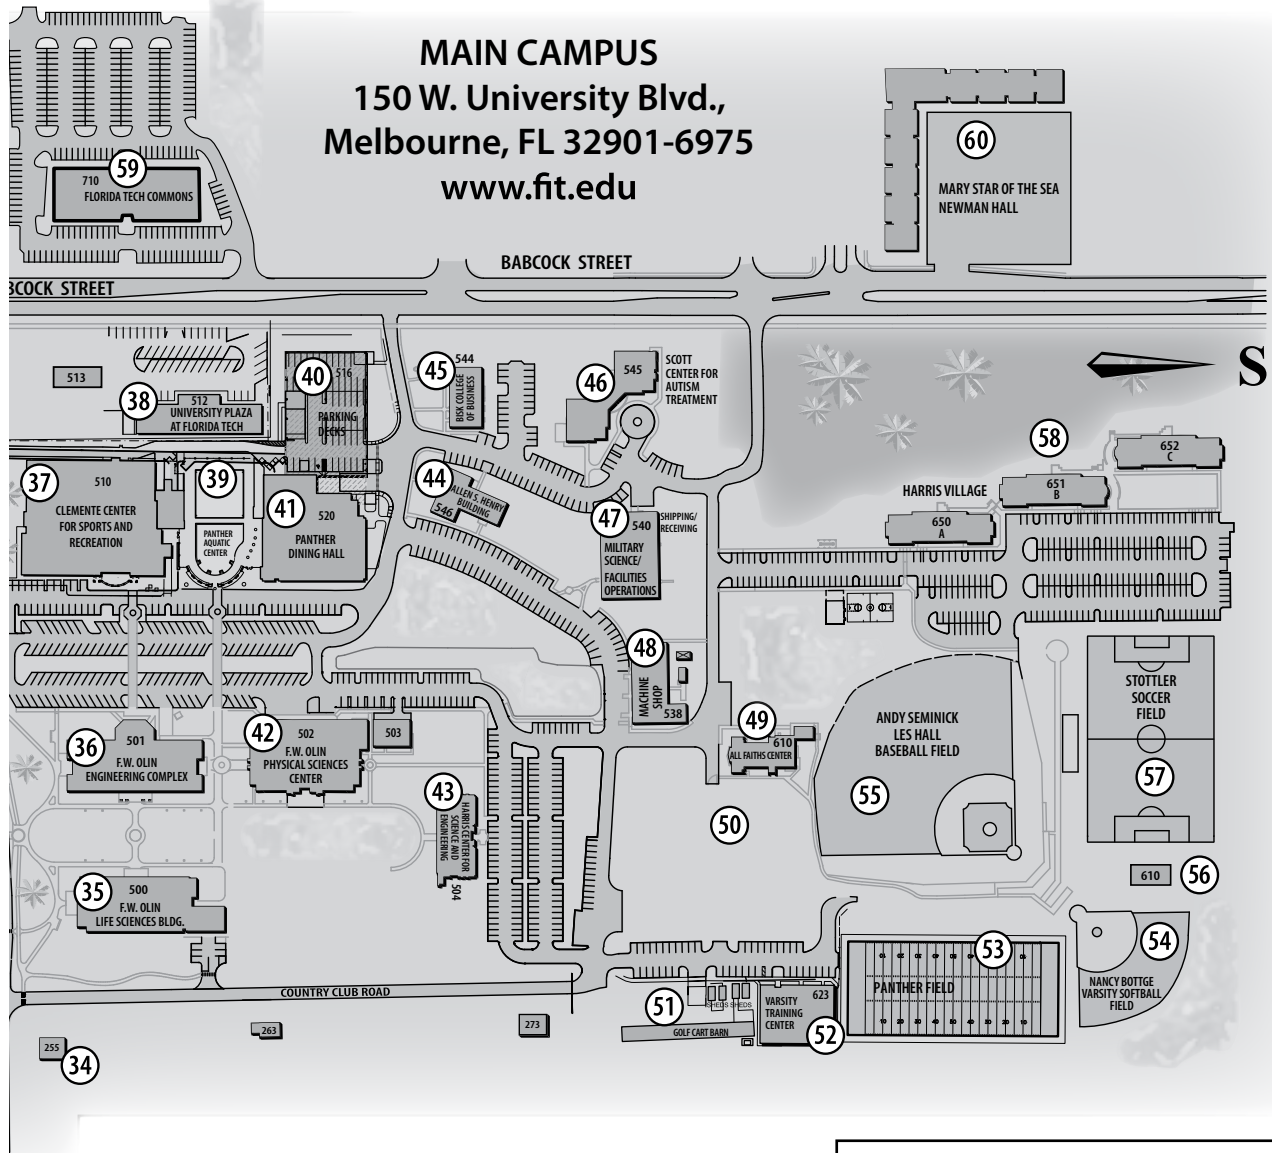 MAIN CAMPUS
150 W. University Blvd.,
Melbourne, FL 32901-6975
www.fit.edu
59
710
FLORIDA TECH COMMONS
60
MARY STAR OF THE SEA
NEWMAN HALL
BABCOCK STREET
BCOCK STREET
S
513
38
512
UNIVERSITY PLAZA
AT FLORIDA TECH
40
516
PARKING
DECKS
45
544
BISK COLLEGE
OF BUSINESS
46
545
SCOTT
CENTER FOR
AUTISM
TREATMENT
58
652
C
651
B
HARRIS VILLAGE
650
A
37
510
CLEMENTE CENTER
FOR SPORTS AND
RECREATION
39
PANTHER
AQUATIC
CENTER
41
520
PANTHER
DINING HALL
44
ALLEN S. HENRY
BUILDING
546
47
540
SHIPPING/
RECEIVING
MILITARY
SCIENCE/
FACILITIES
OPERATIONS
48
MACHINE
SHOP
538
STOTTLER
SOCCER
FIELD
57
36
501
F.W. OLIN
ENGINEERING COMPLEX
42
502
F.W. OLIN
PHYSICAL SCIENCES
CENTER
503
49
610
ALL FAITHS CENTER
ANDY SEMINICK
LES HALL
BASEBALL FIELD
55
43
HARRIS CENTER FOR
SCIENCE AND
ENGINEERING
504
50
610
56
35
500
F.W. OLIN
LIFE SCIENCES BLDG.
53
PANTHER FIELD
54
NANCY BOTTGE
VARSITY SOFTBALL
FIELD
COUNTRY CLUB ROAD
51
SHEDS SHEDS
GOLF CART BARN
623
VARSITY
TRAINING
CENTER
52
263
273
255
34